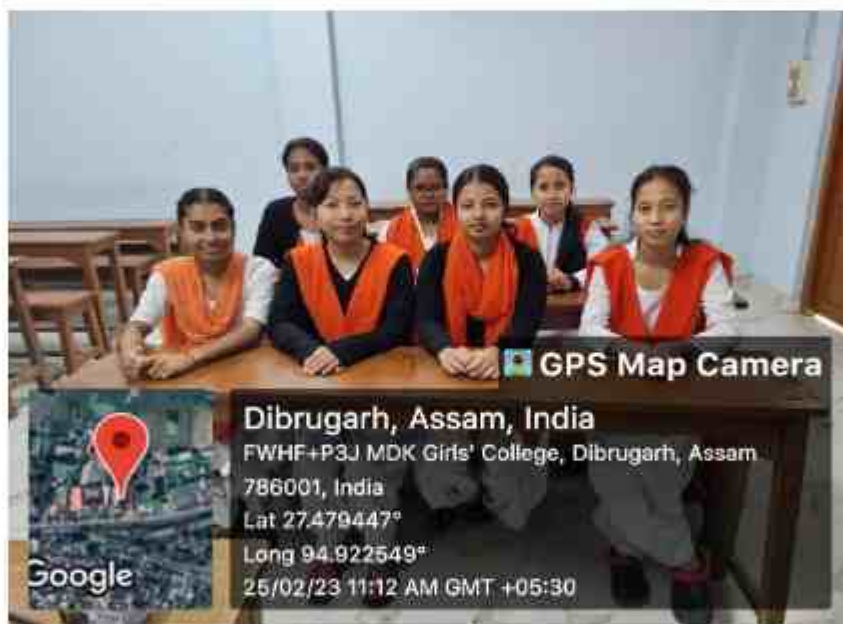 GPS Map Camera
Dibrugarh, Assam, India
FWHF+P3J MDK Girls' College, Dibrugarh, Assam
786001, India
Lat 27.479447°
Long 94.922549°
25/02/23 11:12 AM GMT +05:30
Google